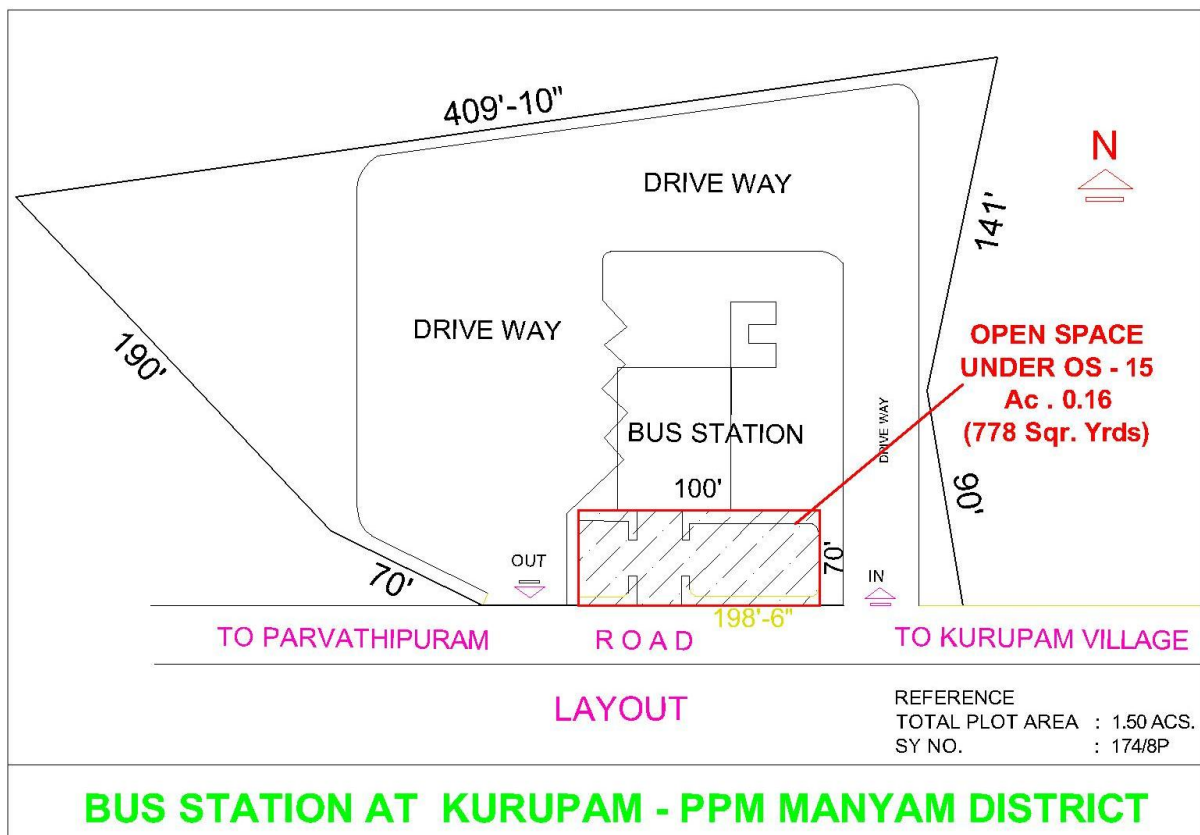 409'-10"
N
DRIVE WAY
141'
DRIVE WAY
190'
OPEN SPACE
UNDER OS - 15
Ac . 0.16
(778 Sqr. Yrds)
DRIVE WAY
BUS STATION
100'
90'
70'
OUT
70'
IN
198'-6"
TO PARVATHIPURAM
ROAD
TO KURUPAM VILLAGE
LAYOUT
REFERENCE
TOTAL PLOT AREA : 1.50 ACS.
SY NO. : 174/8P
BUS STATION AT KURUPAM - PPM MANYAM DISTRICT